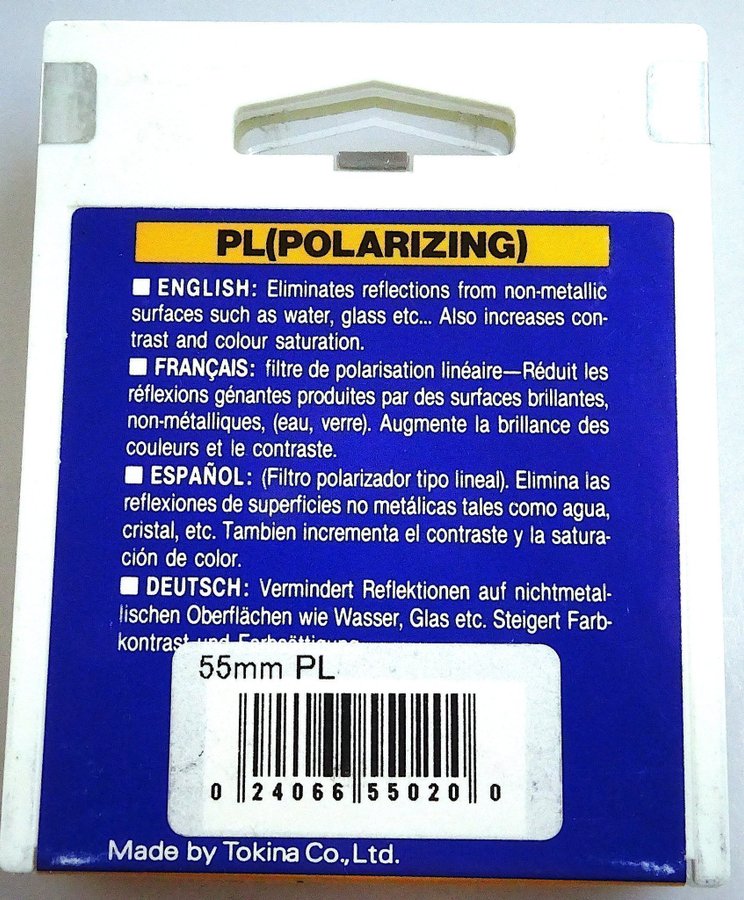 PL(POLARIZING)
■ ENGLISH: Eliminates reflections from non-metallic
surfaces such as water, glass etc... Also increases con-
trast and colour saturation.
■ FRANÇAIS: filtre de polarisation linéaire—Réduit les
réflexions génantes produites par des surfaces brillantes,
non-métalliques, (eau, verre). Augmente la brillance des
couleurs et le contraste.
■ ESPAÑOL: (Filtro polarizador tipo lineal). Elimina las
reflexiones de superficies no metálicas tales como agua,
cristal, etc. Tambien incrementa el contraste y la satura-
ción de color.
■ DEUTSCH: Vermindert Reflektionen auf nichtmetal-
lischen Oberflächen wie Wasser, Glas etc. Steigert Farb-
kontrast und Farbsättigung
55mm PL
0 24066 55020 0
Made by Tokina Co., Ltd.